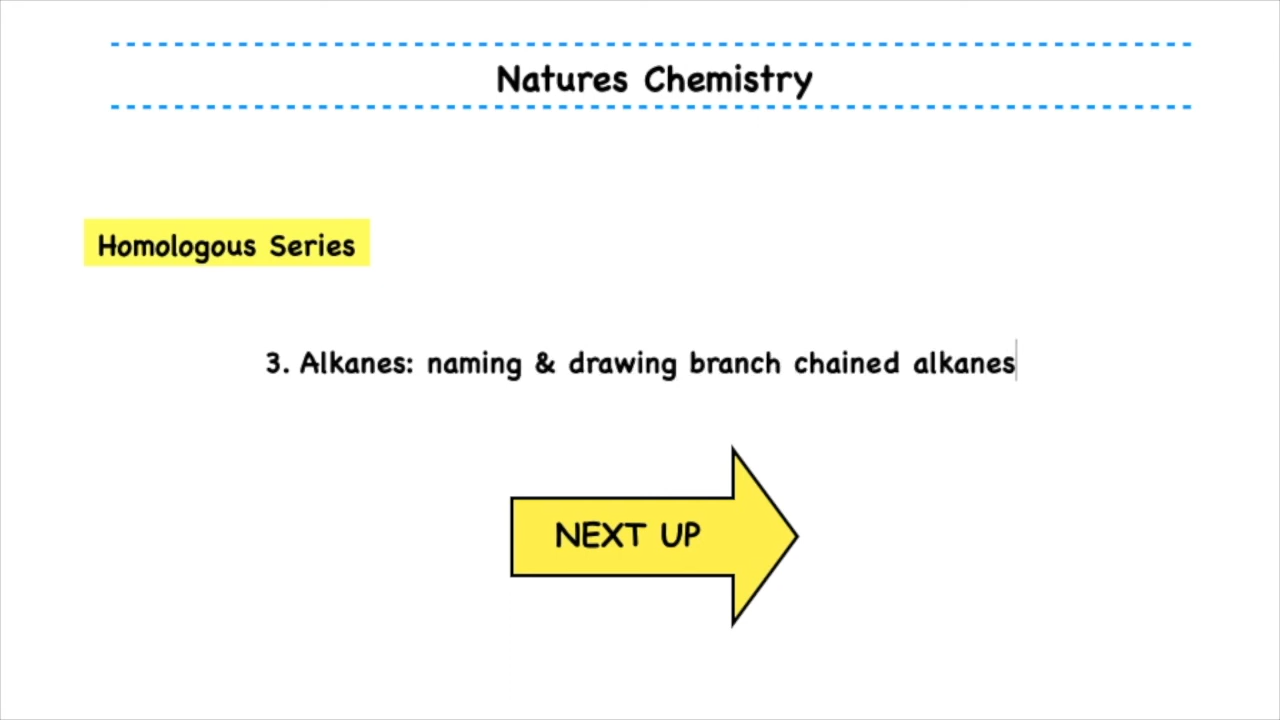 Natures Chemistry
Homologous Series
3. Alkanes: naming & drawing branch chained alkanes
NEXT UP